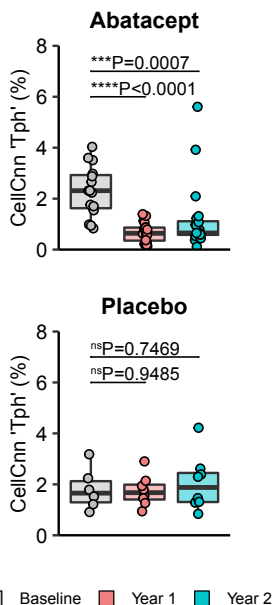 Abatacept
8
***P=0.0007
6
****P<0.0001
4
2
0
CellCnn 'Tph' (%)
Placebo
8
nsP=0.7469
6
nsP=0.9485
4
2
0
CellCnn 'Tph' (%)
Baseline Year 1 Year 2